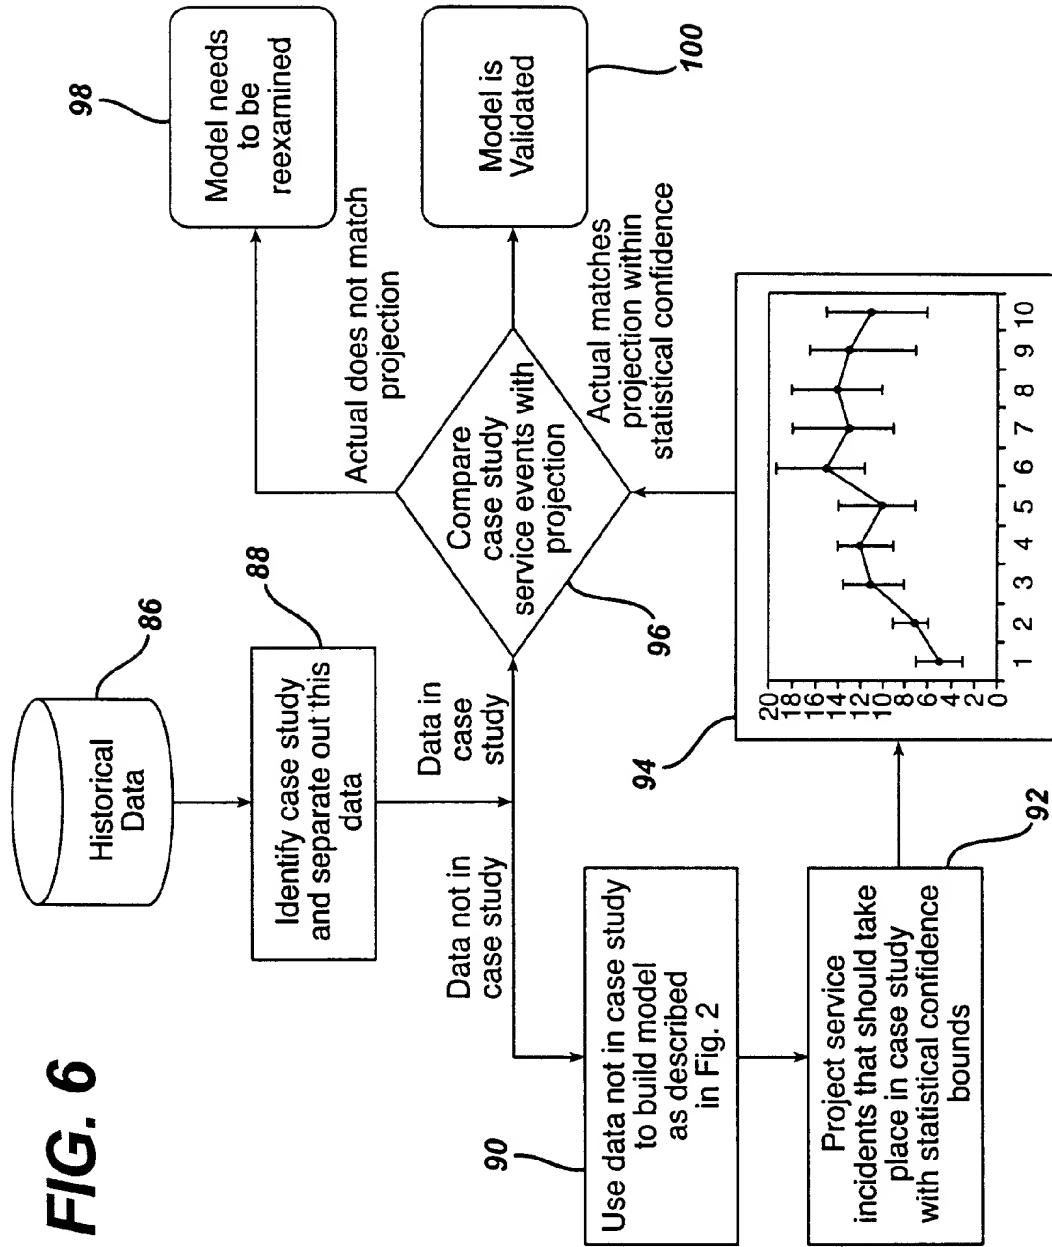 FIG. 6
86
Historical
Data
88
Identify case study
and separate out this
data
Data not in
case study
Data in
case
study
90
Use data not in case study
to build model
as described
in Fig. 2
92
Project service
incidents that should take
place in case study
with statistical confidence
bounds
94
20
18
16
14
12
10
8
6
4
2
0
1 2 3 4 5 6 7 8 9 10
96
Compare
case study
service events with
projection
Actual does not match
projection
98
Model needs
to be
reexamined
Actual matches
projection within
statistical confidence
100
Model is
Validated